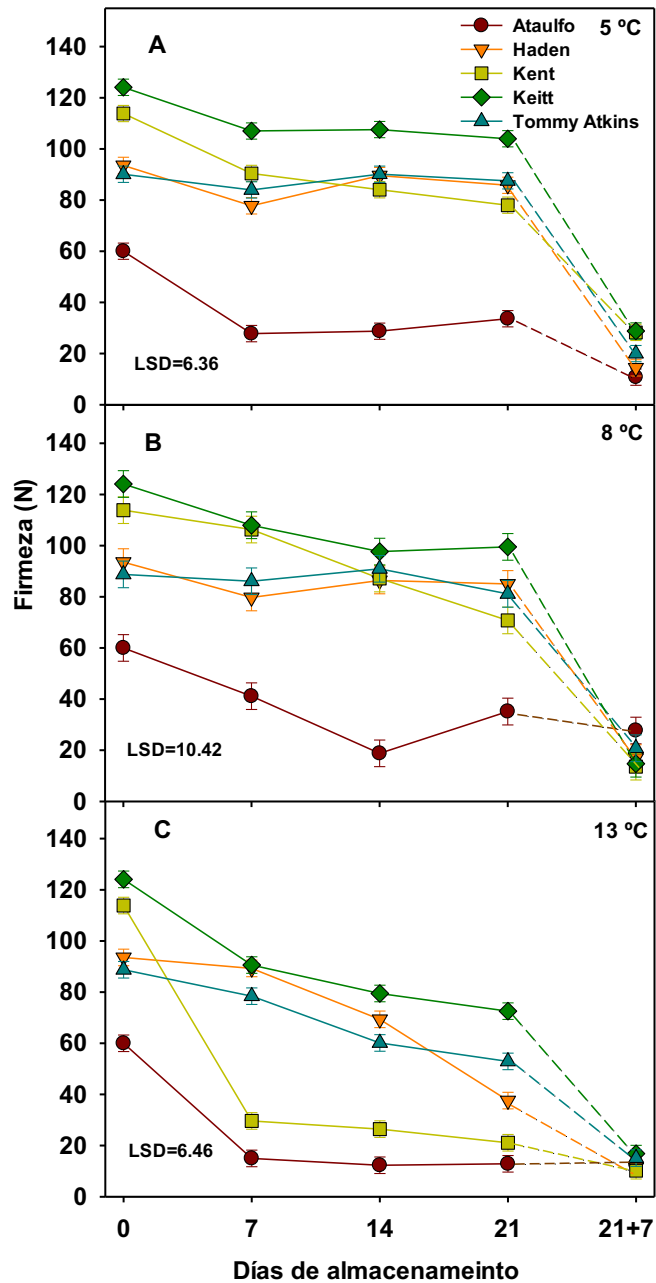 A
Ataulfo
5 ºC
Haden
Kent
Keitt
Tommy Atkins
140
120
100
80
60
40
20
0
LSD=6.36
B
8 ºC
140
120
100
80
60
40
20
0
LSD=10.42
Firmeza (N)
C
13 ºC
140
120
100
80
60
40
20
0
LSD=6.46
0 7 14 21 21+7
Días de almacenameinto